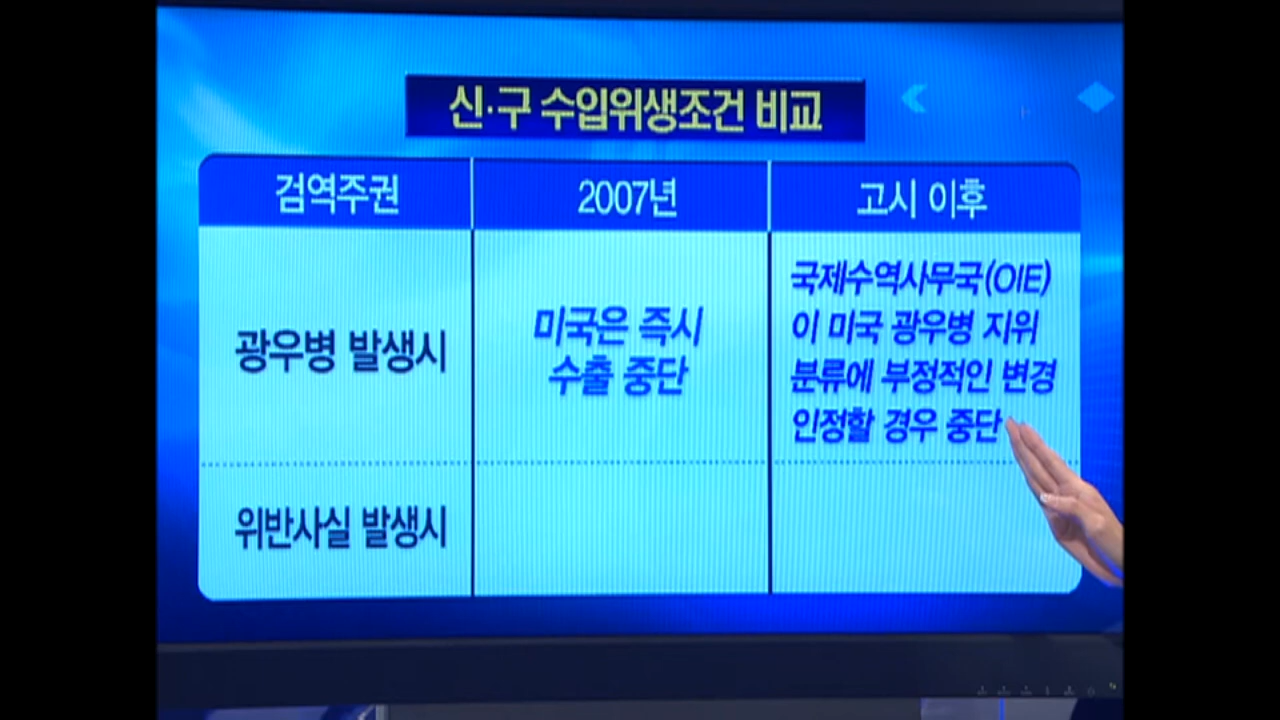 신·구 수입위생조건 비교
검역주권
2007년
고시 이후
광우병 발생시
미국은 즉시
수출 중단
국제수역사무국(OIE)
이 미국 광우병 지위
분류에 부정적인 변경
인정할 경우 중단
위반사실 발생시